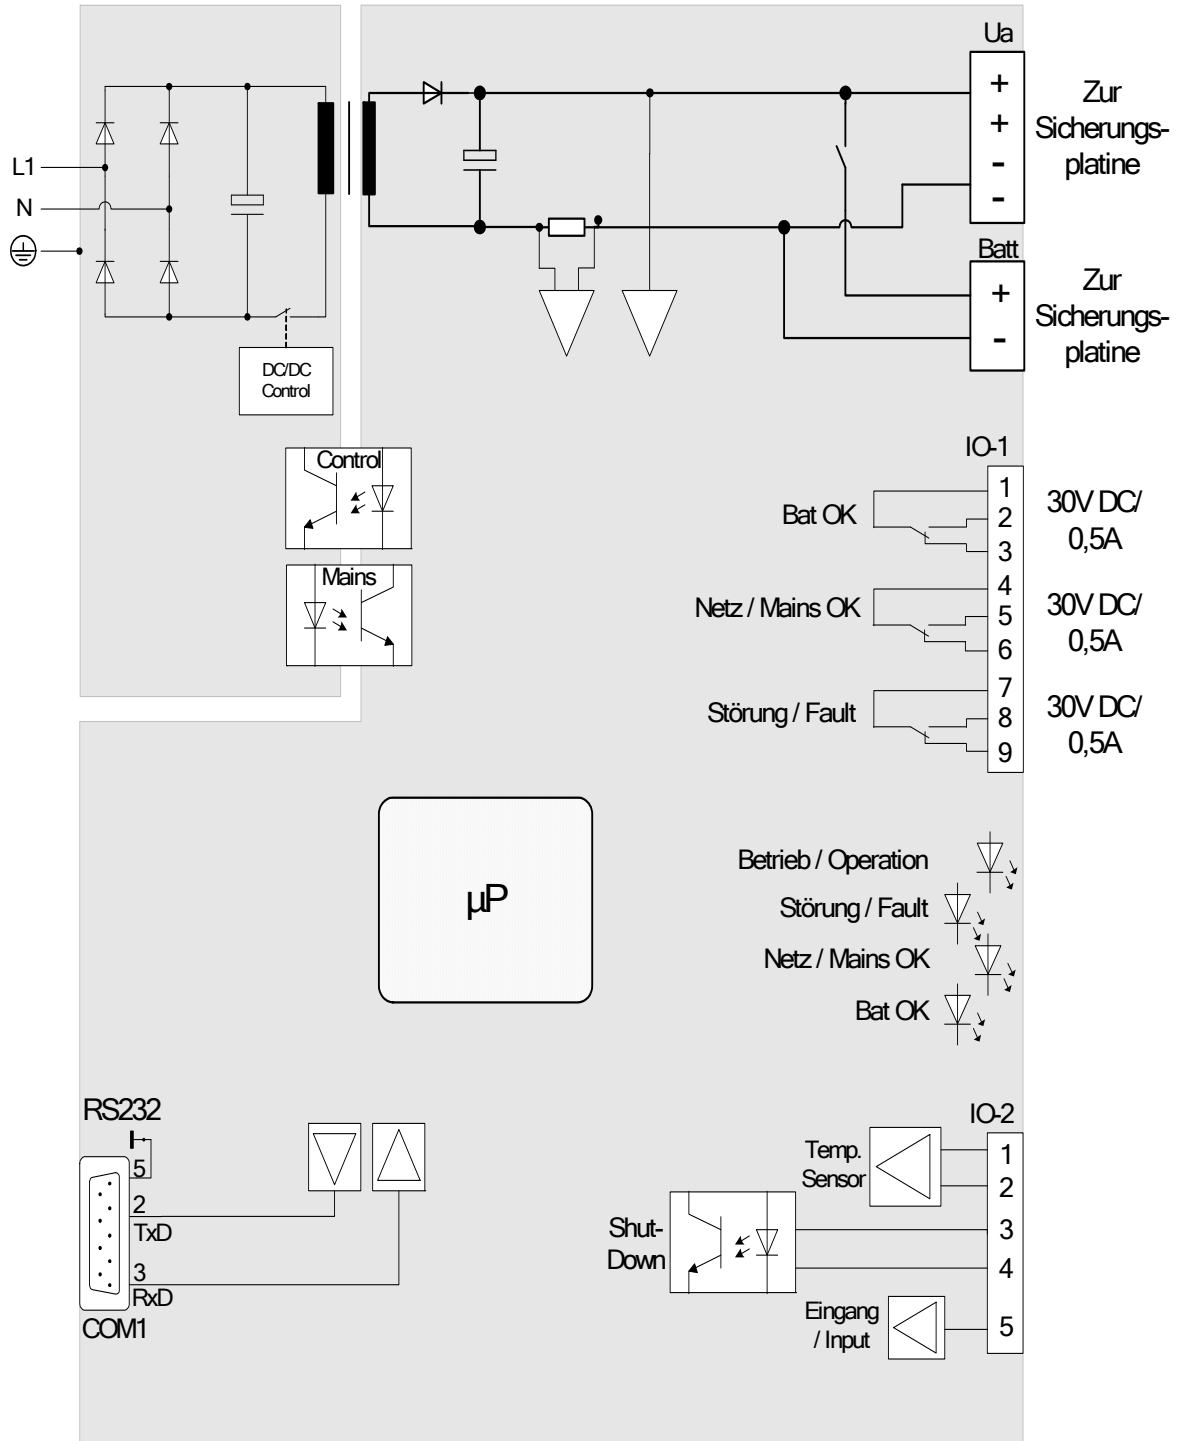 Ua
+
+
-
-
Zur
Sicherungs-
platine
L1
N
Batt
+
-
Zur
Sicherungs-
platine
DC/DC
Control
Control
Mains
IO-1
Bat OK
1
2
3
30V DC/
0,5A
Netz / Mains OK
4
5
6
30V DC/
0,5A
Störung / Fault
7
8
9
30V DC/
0,5A
µP
Betrieb / Operation
Störung / Fault
Netz / Mains OK
Bat OK
RS232
5
2
TxD
3
RxD
COM1
IO-2
Temp.
Sensor
1
2
Shut-
Down
3
4
Eingang
/ Input
5